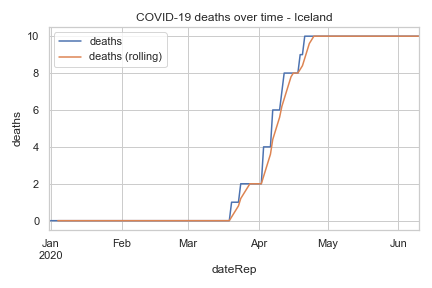 COVID-19 deaths over time - Iceland
deaths
deaths (rolling)
10
8
6
4
2
0
deaths
Jan
2020
Feb
Mar
Apr
May
Jun
dateRep